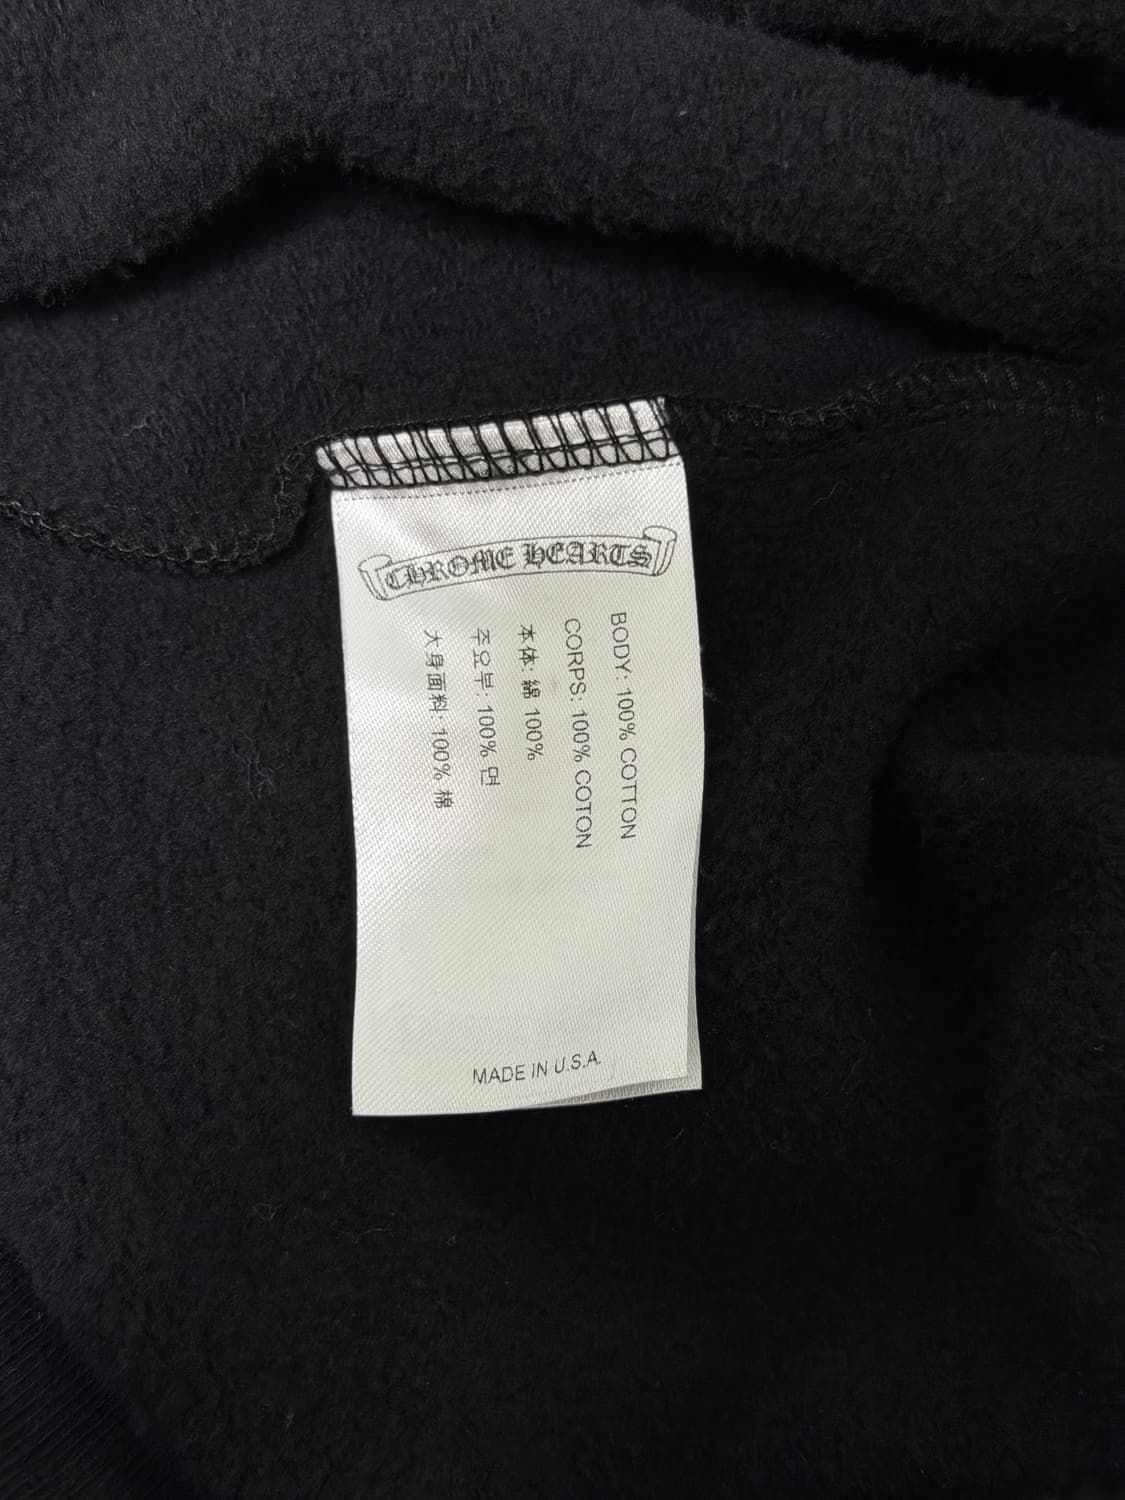 CHROME HEARTS
BODY: 100% COTTON
CORPS: 100% COTON
本体: 綿 100%
주요부: 100% 면
大身面料: 100% 棉
MADE IN U.S.A.